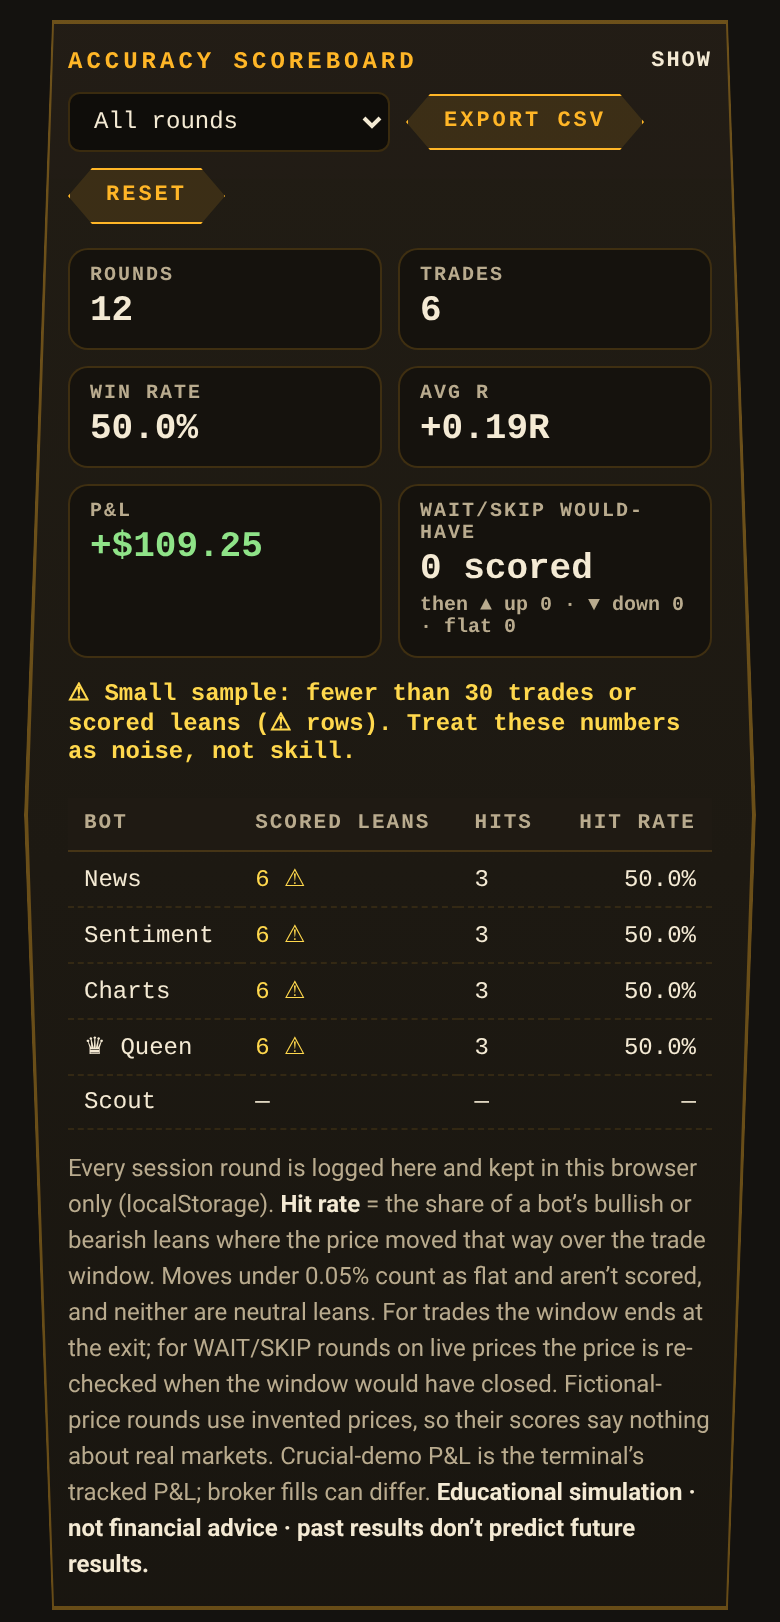 ACCURACY SCOREBOARD SHOW
All rounds EXPORT CSV
RESET
ROUNDS TRADES
12 6
WIN RATE AVG R
50.0% +0.19R
P&L WAIT/SKIP WOULD-
HAVE
+$109.25 0 scored
then ▲ up 0 · ▼ down 0
· flat 0
⚠ Small sample: fewer than 30 trades or
scored leans (⚠ rows). Treat these numbers
as noise, not skill.
BOT SCORED LEANS HITS HIT RATE
News 6 ⚠ 3 50.0%
Sentiment 6 ⚠ 3 50.0%
Charts 6 ⚠ 3 50.0%
♛ Queen 6 ⚠ 3 50.0%
Scout — — —
Every session round is logged here and kept in this browser
only (localStorage). Hit rate = the share of a bot’s bullish or
bearish leans where the price moved that way over the trade
window. Moves under 0.05% count as flat and aren’t scored,
and neither are neutral leans. For trades the window ends at
the exit; for WAIT/SKIP rounds on live prices the price is re-
checked when the window would have closed. Fictional-
price rounds use invented prices, so their scores say nothing
about real markets. Crucial-demo P&L is the terminal’s
tracked P&L; broker fills can differ. Educational simulation ·
not financial advice · past results don’t predict future
results.